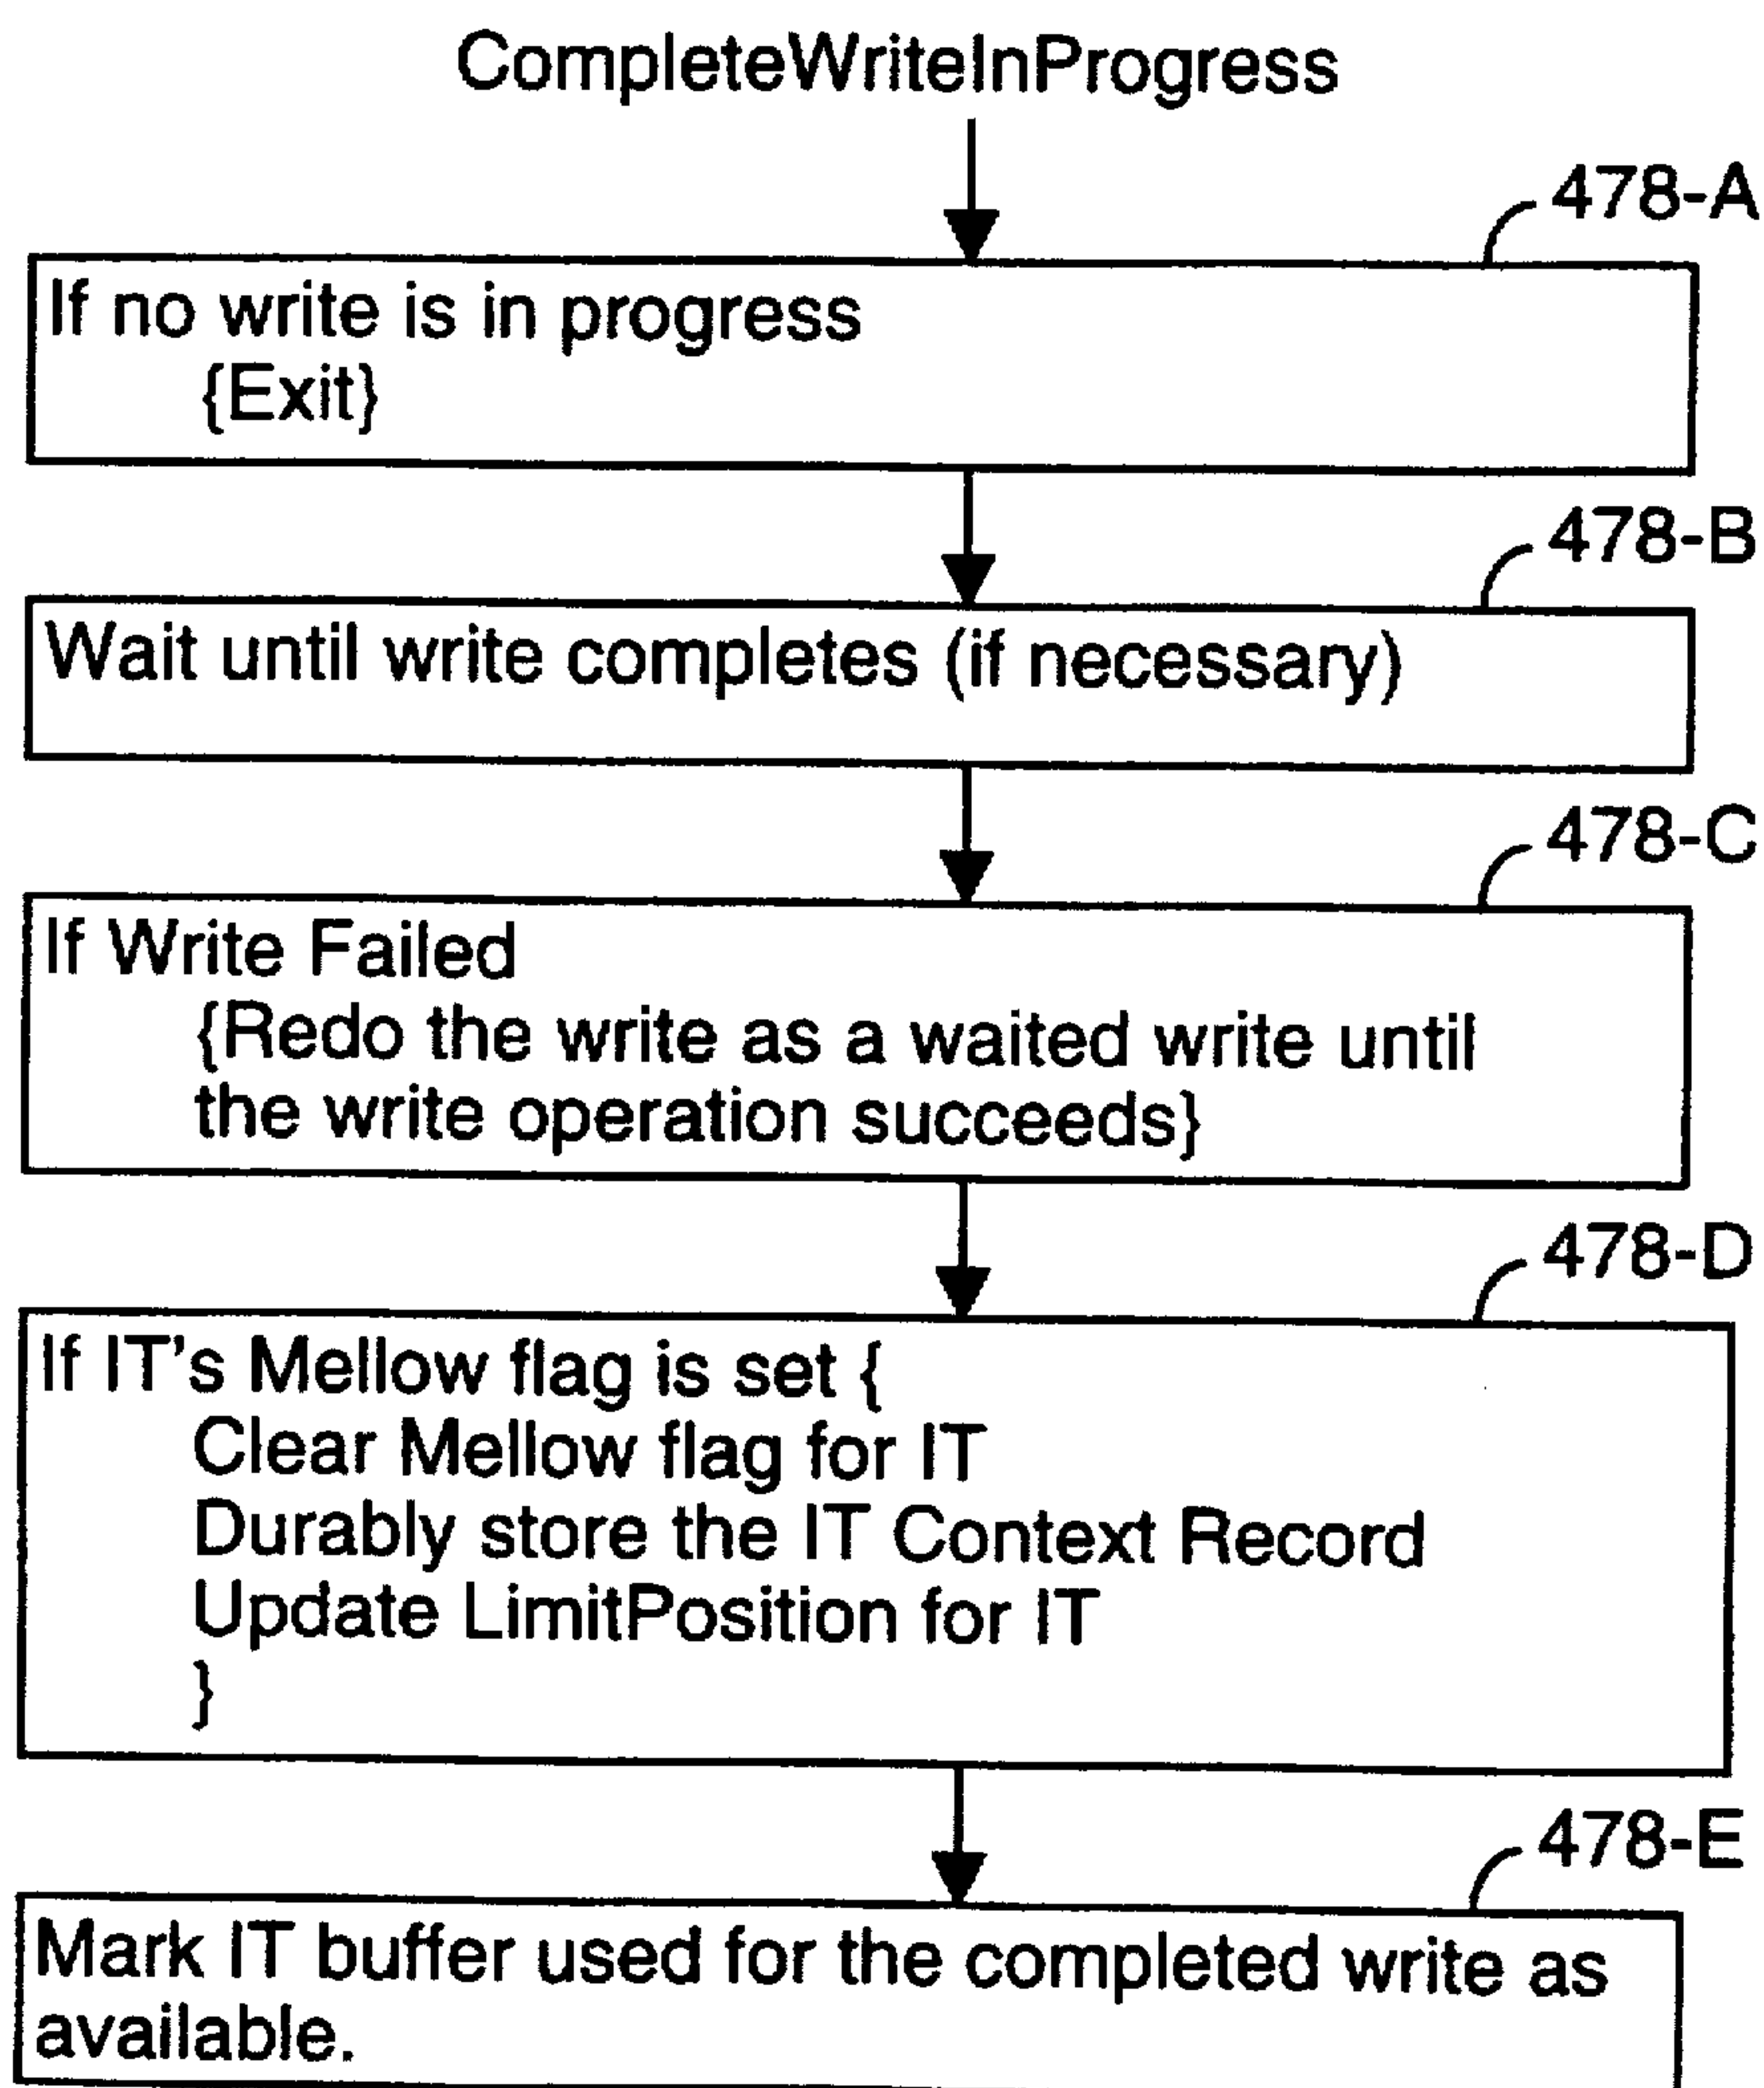 CompleteWriteInProgress
478-A
If no write is in progress
{Exit}
478-B
Wait until write completes (if necessary)
478-C
If Write Failed
{Redo the write as a waited write until
the write operation succeeds}
478-D
If IT's Mellow flag is set {
Clear Mellow flag for IT
Durably store the IT Context Record
Update LimitPosition for IT
}
478-E
Mark IT buffer used for the completed write as
available.